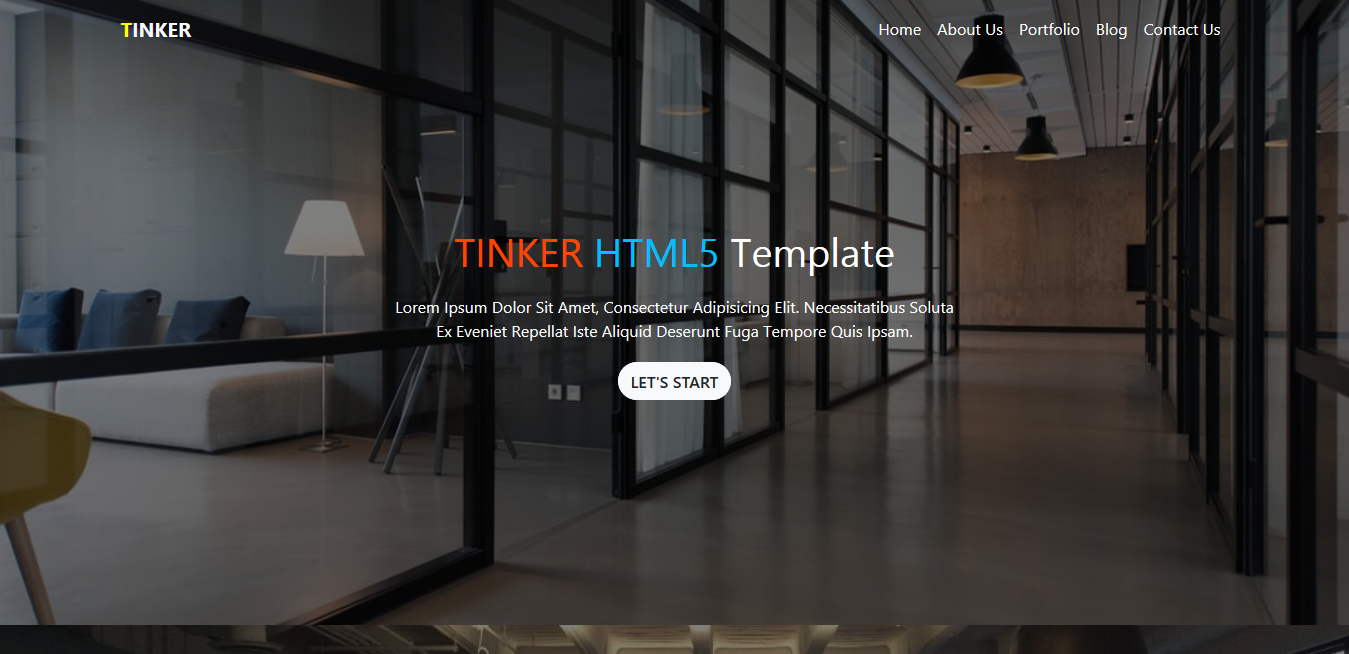 TINKER
Home About Us Portfolio Blog Contact Us
TINKER HTML5 Template
Lorem Ipsum Dolor Sit Amet, Consectetur Adipisicing Elit. Necessitatibus Soluta
Ex Eveniet Repellat Iste Aliquid Deserunt Fuga Tempore Quis Ipsam.
LET'S START